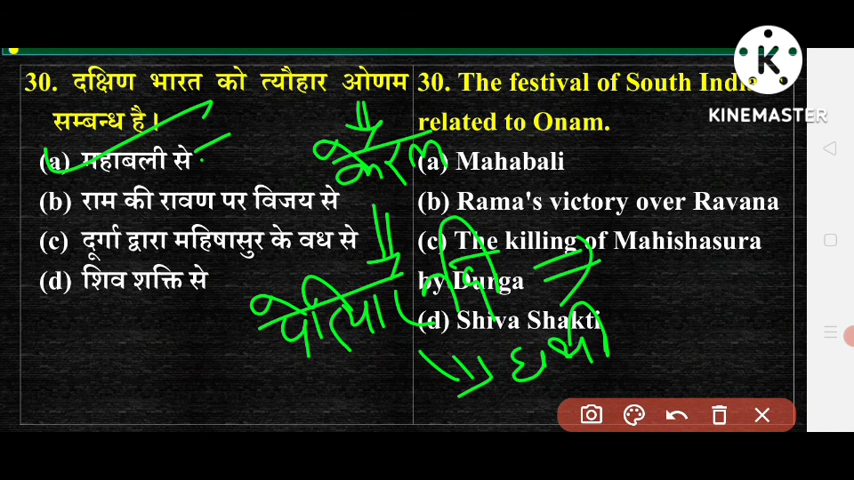 30. दक्षिण भारत को त्यौहार ओणम
सम्बन्ध है।
(a) महाबली से
(b) राम की रावण पर विजय से
(c) दूर्गा द्वारा महिषासुर के वध से
(d) शिव शक्ति से
30. The festival of South India
related to Onam.
(a) Mahabali
(b) Rama's victory over Ravana
(c) The killing of Mahishasura
by Durga
(d) Shiva Shakti
केरल
K
KINEMASTER